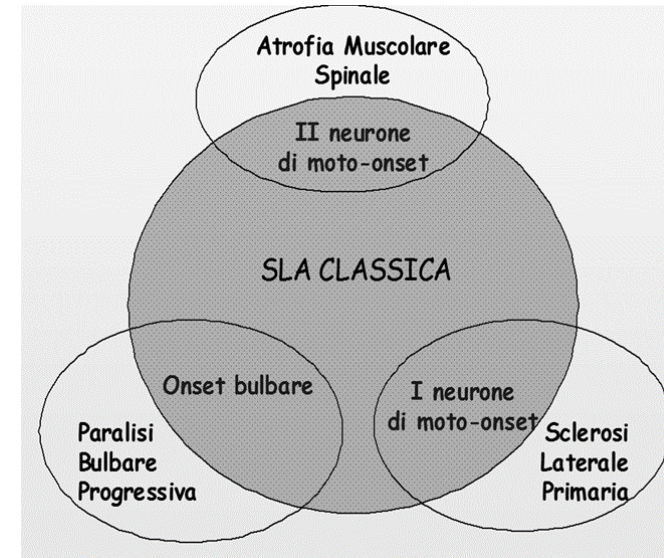 Atrofia Muscolare
Spinale
II neurone
di moto-onset
SLA CLASSICA
Onset bulbare
Paralisi
Bulbare
Progressiva
I neurone
di moto-onset
Sclerosi
Laterale
Primaria